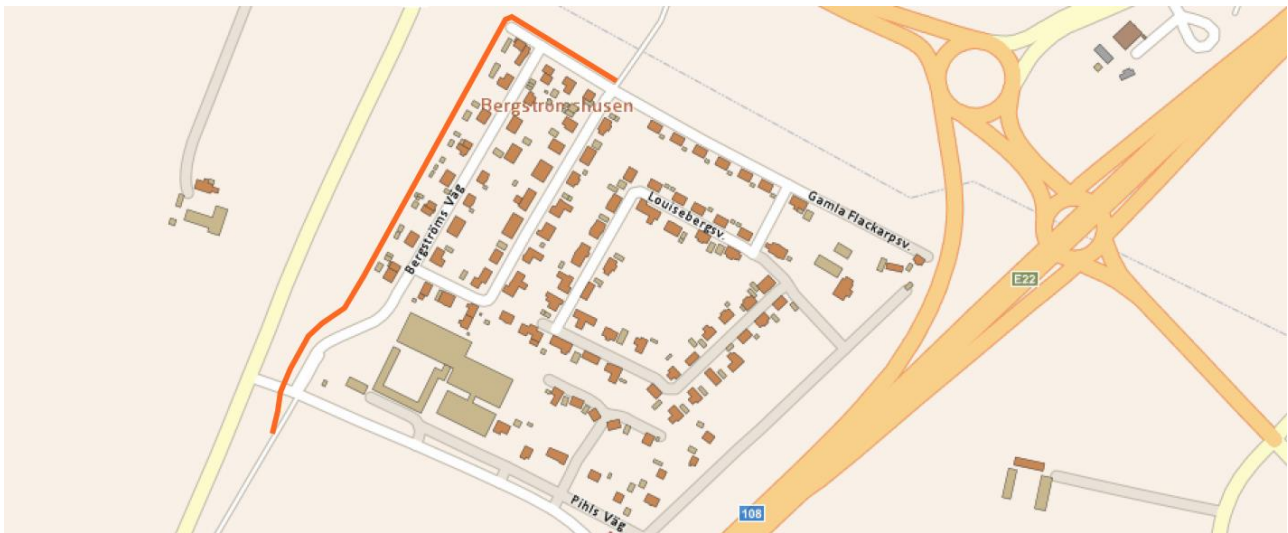 Bergströmshusen
Bergströms Väg
Louisebergsv.
Gamla Flackarpsv.
E22
Pihls Väg
108